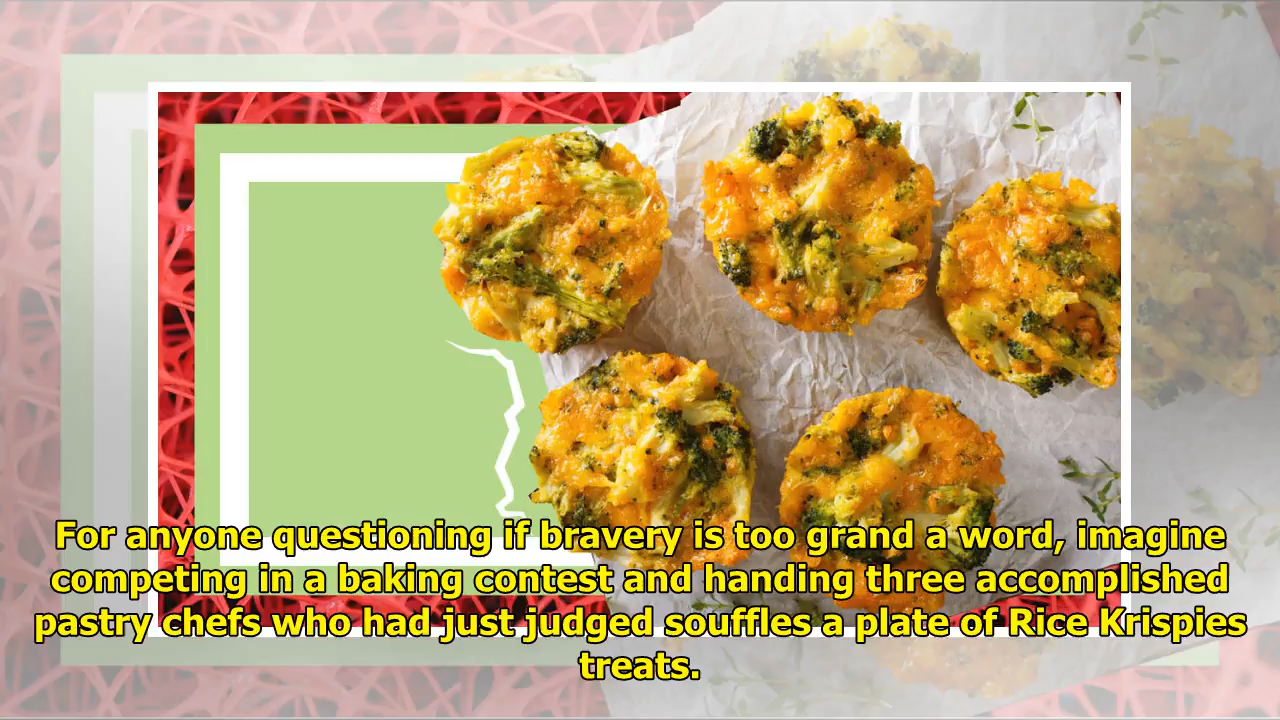 For anyone questioning if bravery is too grand a word, imagine
competing in a baking contest and handing three accomplished
pastry chefs who had just judged souffles a plate of Rice Krispies
treats.